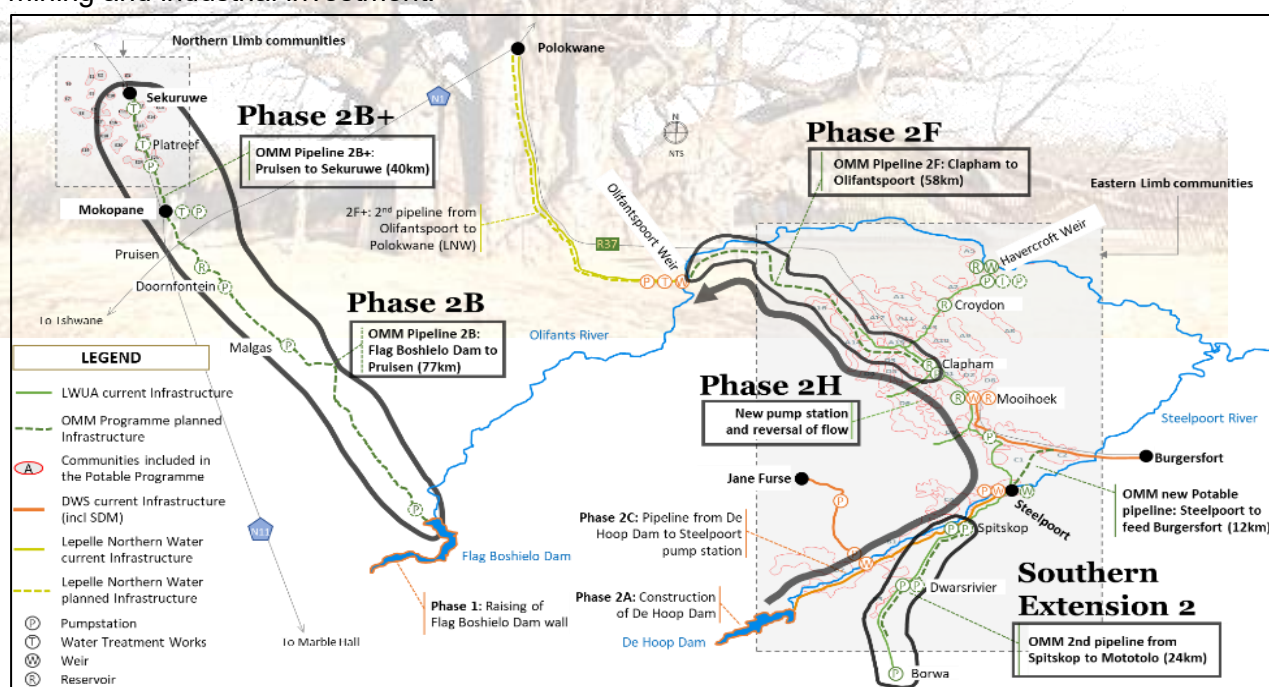 mining and industrial investment.
Northern Limb communities
Sekuruwe
T
T
Platreef
P
Mokopane
T P
Pruisen
R
Doornfontein
P
Malgas
P
P
To Tshwane
Phase 2B+
OMM Pipeline 2B+:
Pruisen to Sekuruwe (40km)
N1
Polokwane
N
NTS
2F+: 2nd pipeline from
Olifantspoort to
Polokwane (LNW)
R37
Olifantspoort Weir
P T W
Phase 2B
OMM Pipeline 2B:
Flag Boshielo Dam to
Pruisen (77km)
Olifants River
Phase 2F
OMM Pipeline 2F: Clapham to
Olifantspoort (58km)
Eastern Limb communities
Havercroft Weir
R W
P I P
R
Croydon
R
Clapham
R W R
Mooihoek
P
Phase 2H
New pump station
and reversal of flow
Steelpoort River
Burgersfort
Jane Furse
P
P
W
P W
W
Steelpoort
OMM new Potable
pipeline: Steelpoort to
feed Burgersfort (12km)
Phase 2C: Pipeline from De
Hoop Dam to Steelpoort
pump station
P P
Spitskop
Phase 2A: Construction
of De Hoop Dam
De Hoop Dam
P P
Dwarsrivier
P
Borwa
Southern
Extension 2
OMM 2nd pipeline from
Spitskop to Mototolo (24km)
Flag Boshielo Dam
Phase 1: Raising of
Flag Boshielo Dam wall
N11
To Marble Hall
LEGEND
LWUA current Infrastructure
OMM Programme planned
Infrastructure
A
Communities included in
the Potable Programme
DWS current Infrastructure
(incl SDM)
Lepelle Northern Water
current Infrastructure
Lepelle Northern Water
planned Infrastructure
P Pumpstation
T Water Treatment Works
W Weir
R Reservoir